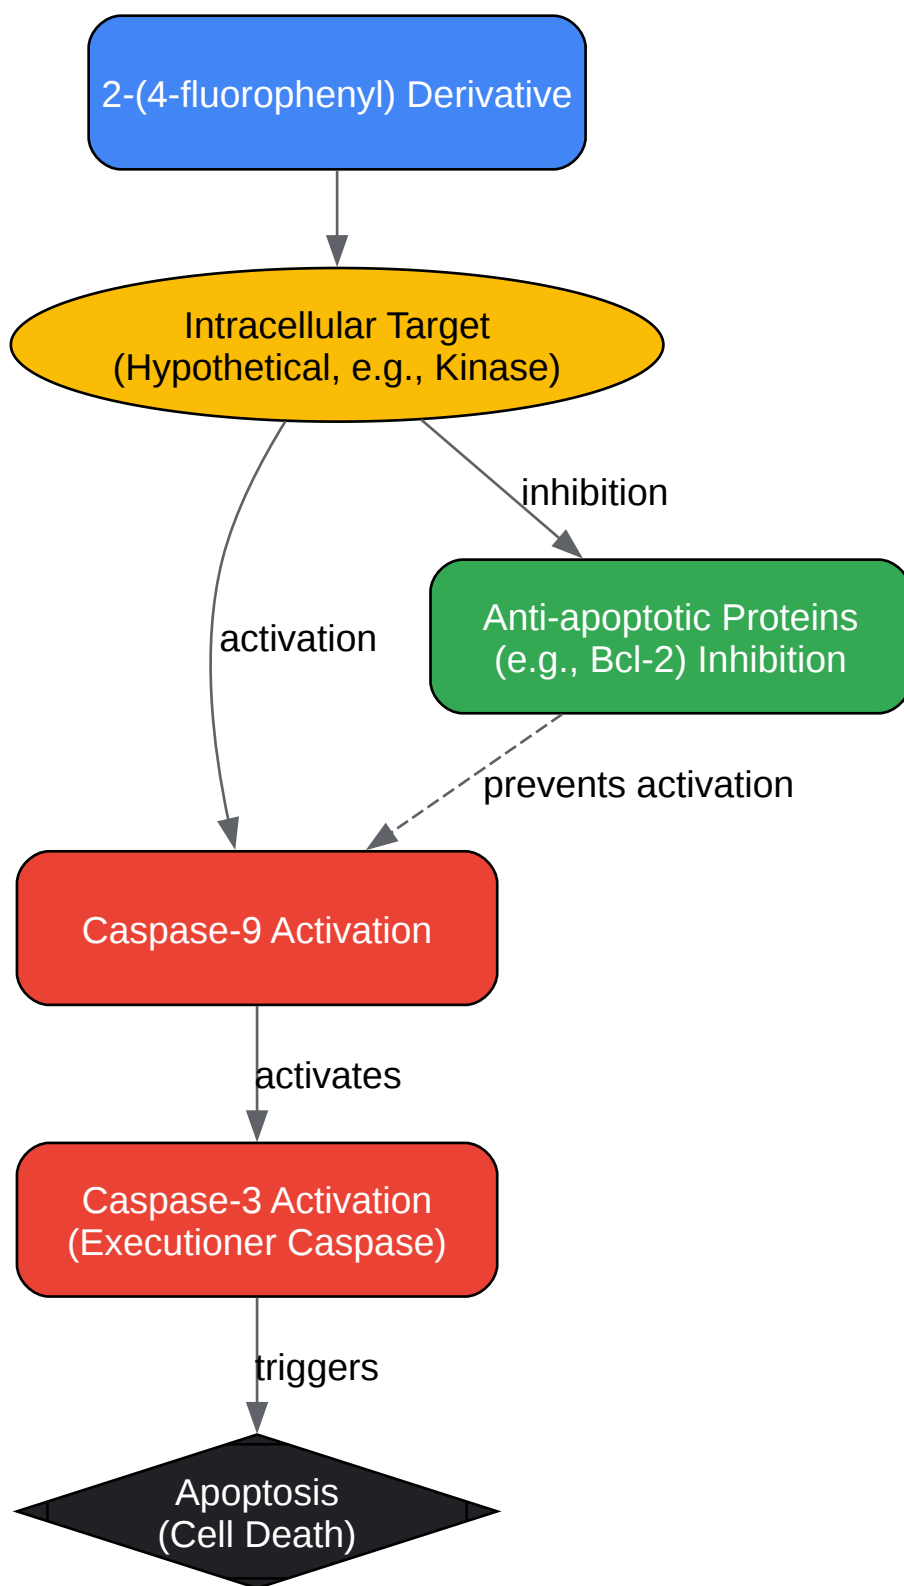 2-(4-fluorophenyl) Derivative
Intracellular Target
(Hypothetical, e.g., Kinase)
inhibition
Anti-apoptotic Proteins
(e.g., Bcl-2) Inhibition
activation
prevents activation
Caspase-9 Activation
activates
Caspase-3 Activation
(Executioner Caspase)
triggers
Apoptosis
(Cell Death)